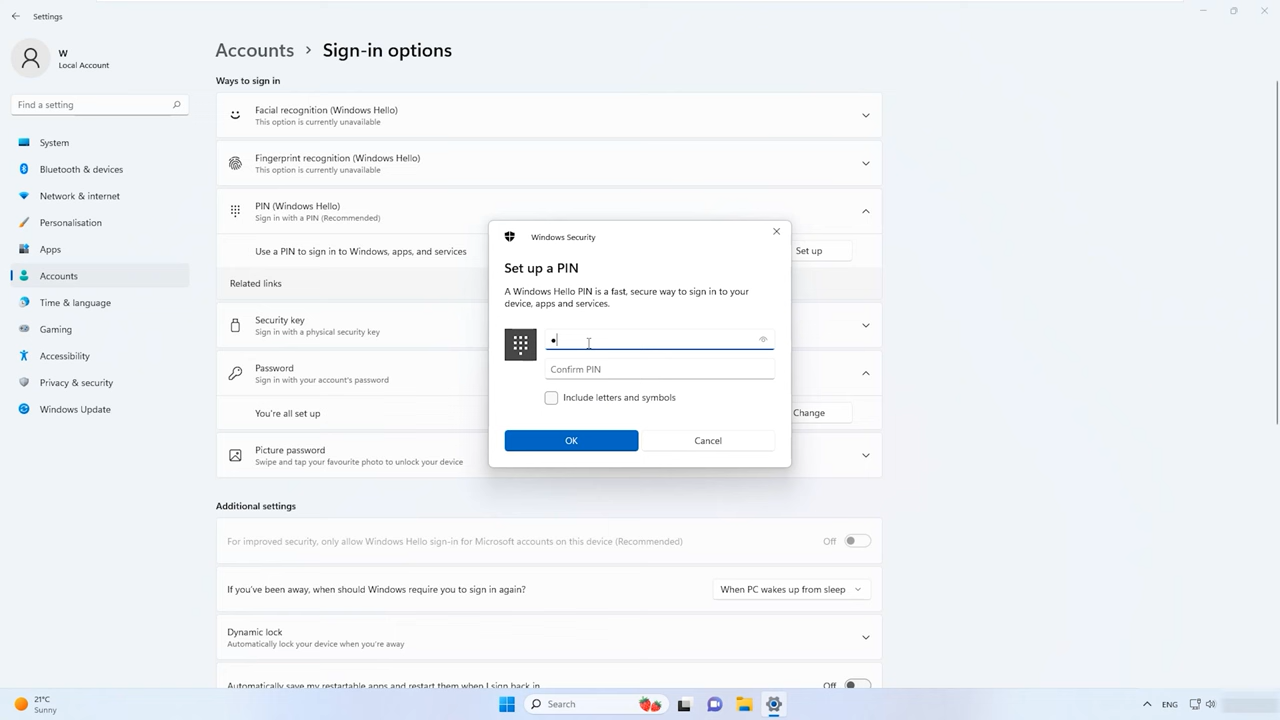 Settings
W
Local Account
Find a setting
System
Bluetooth & devices
Network & internet
Personalisation
Apps
Accounts
Time & language
Gaming
Accessibility
Privacy & security
Windows Update
Accounts > Sign-in options
Ways to sign in
Facial recognition (Windows Hello)
This option is currently unavailable
Fingerprint recognition (Windows Hello)
This option is currently unavailable
PIN (Windows Hello)
Sign in with a PIN (Recommended)
Use a PIN to sign in to Windows, apps, and services
Set up
Related links
Security key
Sign in with a physical security key
Password
Sign in with your account's password
You're all set up
Change
Picture password
Swipe and tap your favourite photo to unlock your device
Windows Security
Set up a PIN
A Windows Hello PIN is a fast, secure way to sign in to your
device, apps and services.
Confirm PIN
Include letters and symbols
OK
Cancel
Additional settings
For improved security, only allow Windows Hello sign-in for Microsoft accounts on this device (Recommended)
Off
If you've been away, when should Windows require you to sign in again?
When PC wakes up from sleep
Dynamic lock
Automatically lock your device when you're away
Automatically save my restartable apps and restart them when I sign back in
Off
21°C
Sunny
Search
ENG